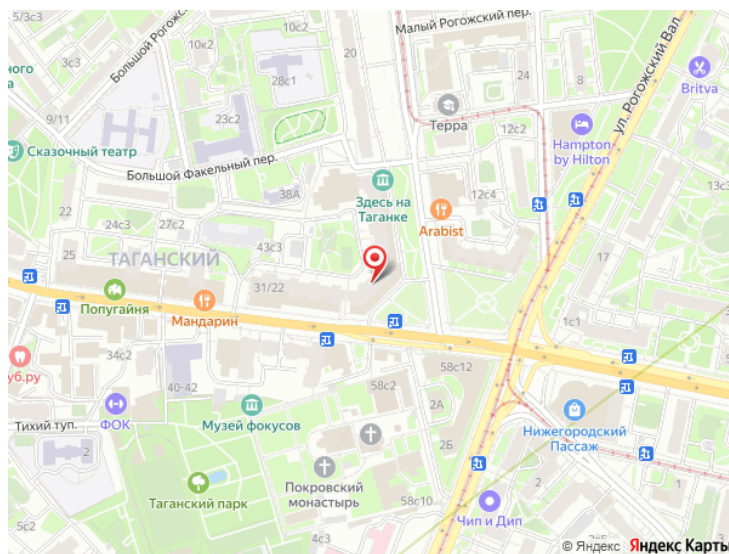 5/3с3
3с3
9/11
Большой Рогож
10с2
10к2
28с1
23с2
20
Малый Рогожский пер.
24
8
Терра
12с2
ул. Рогожский Вал
Britva
Hampton
by Hilton
Сказочный театр
Большой Факельный пер.
38А
Здесь на
Таганке
12с4
Arabist
13с3
22
24с3
27с2
43с3
25
ТАГАНСКИЙ
17
Попугайня
31/22
Мандарин
1с1
уб.ру
34с2
40-42
58с2
58с12
2А
ФОК
Тихий туп.
Музей фокусов
2Б
Нижегородский
Пассаж
2
Покровский
монастырь
58с10
Таганский парк
1
2
5с2
4с3
Чип и Дип
© Яндекс Яндекс Карты